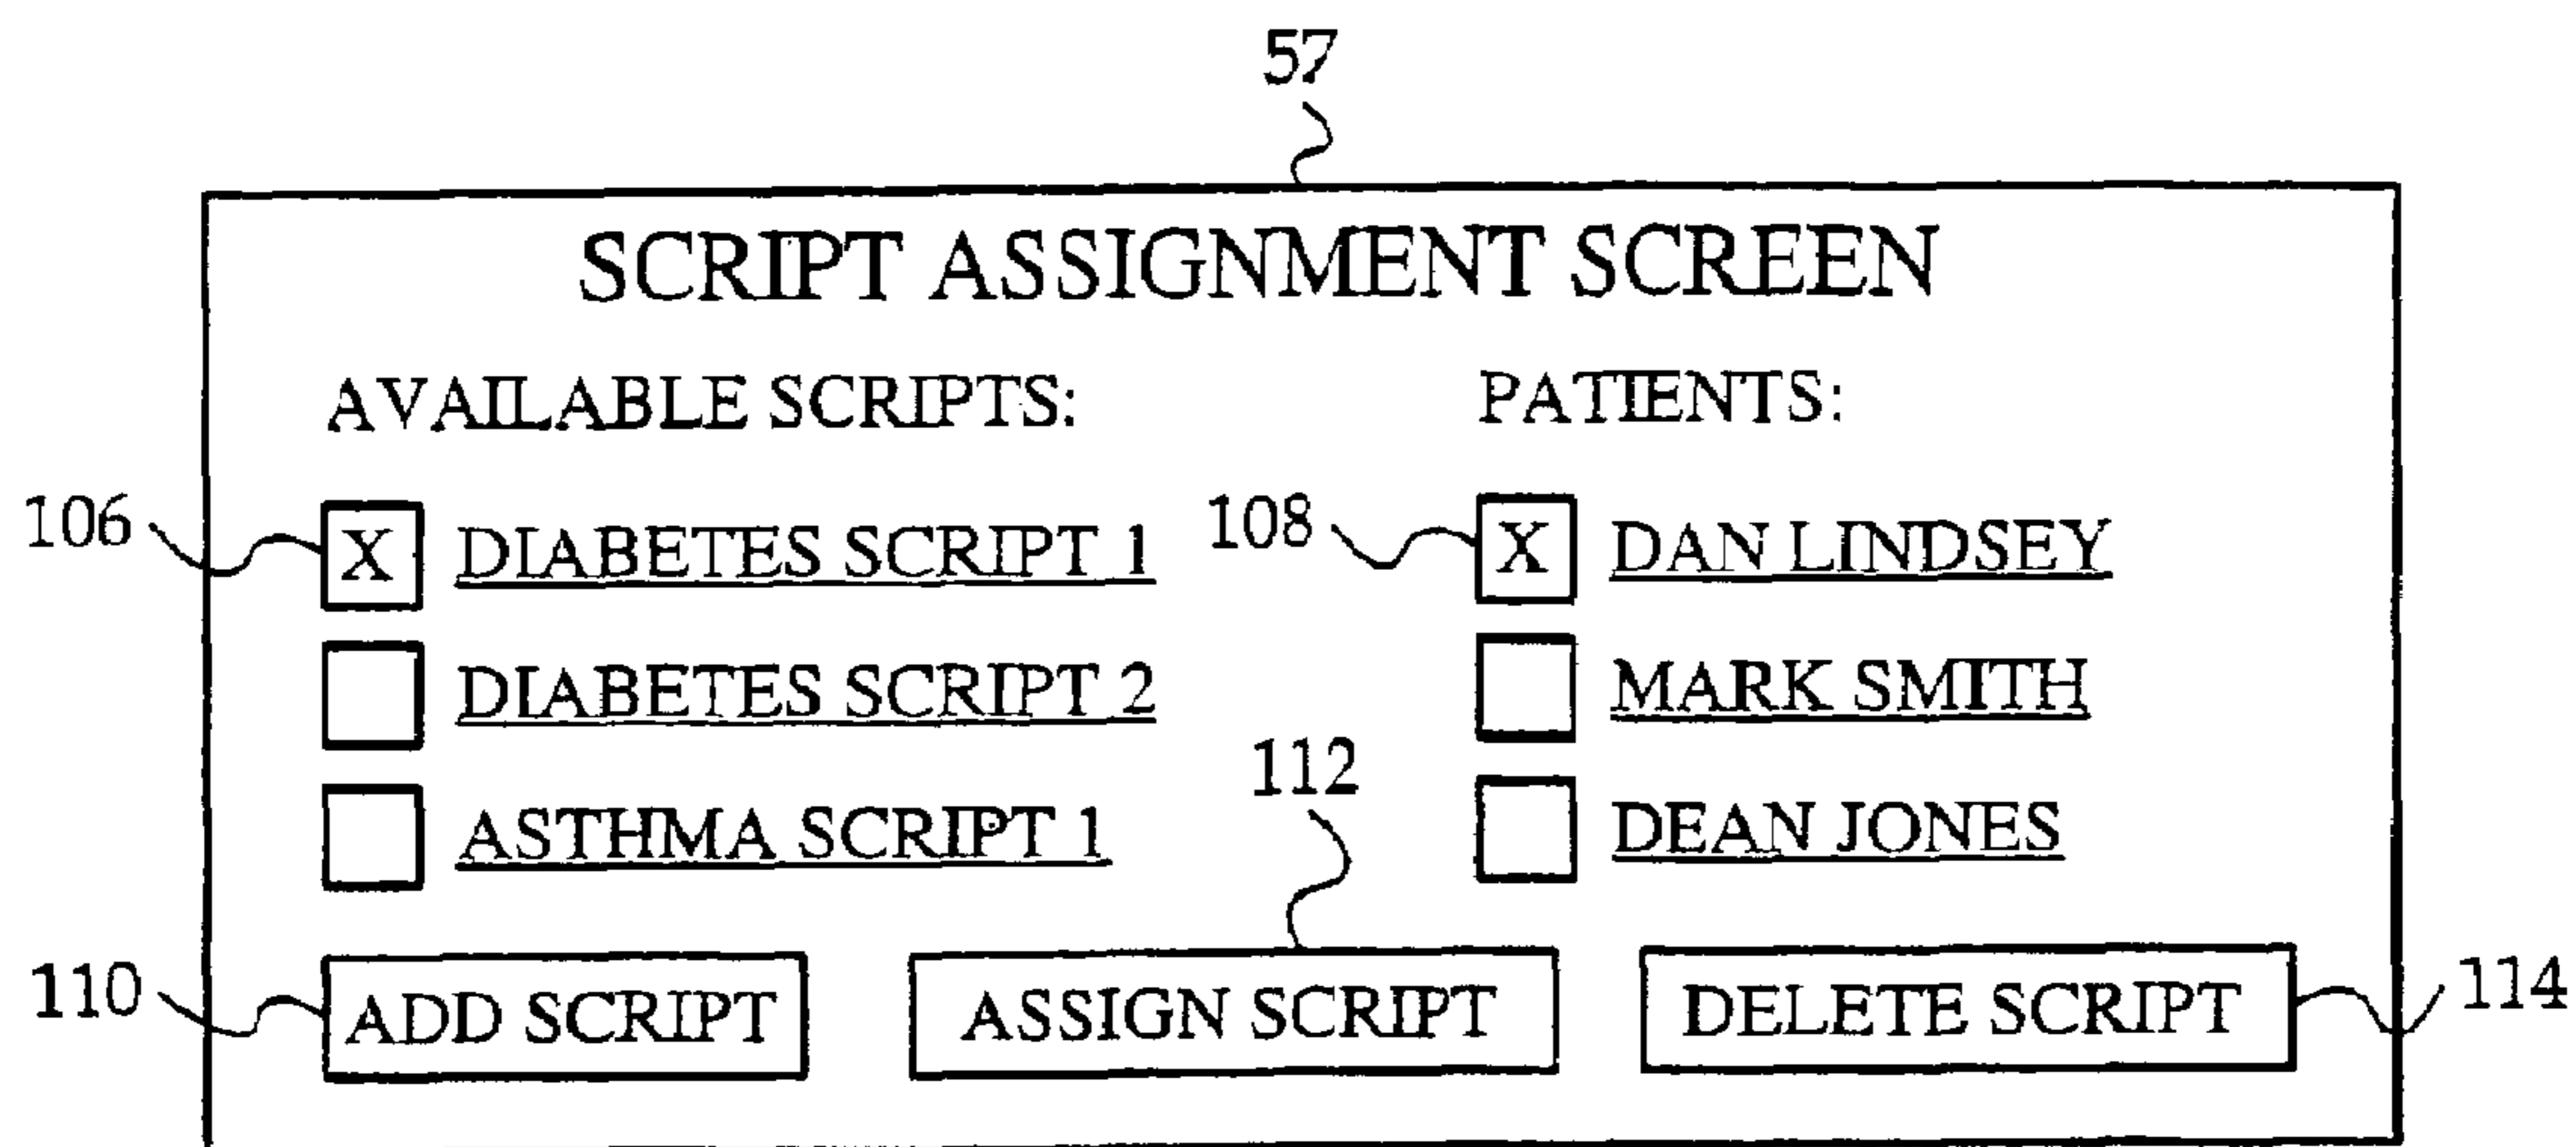 57
SCRIPT ASSIGNMENT SCREEN
AVAILABLE SCRIPTS: PATIENTS:
106 X DIABETES SCRIPT 1 108 X DAN LINDSEY
DIABETES SCRIPT 2 MARK SMITH
112
ASTHMA SCRIPT 1 DEAN JONES
110 ADD SCRIPT ASSIGN SCRIPT DELETE SCRIPT 114